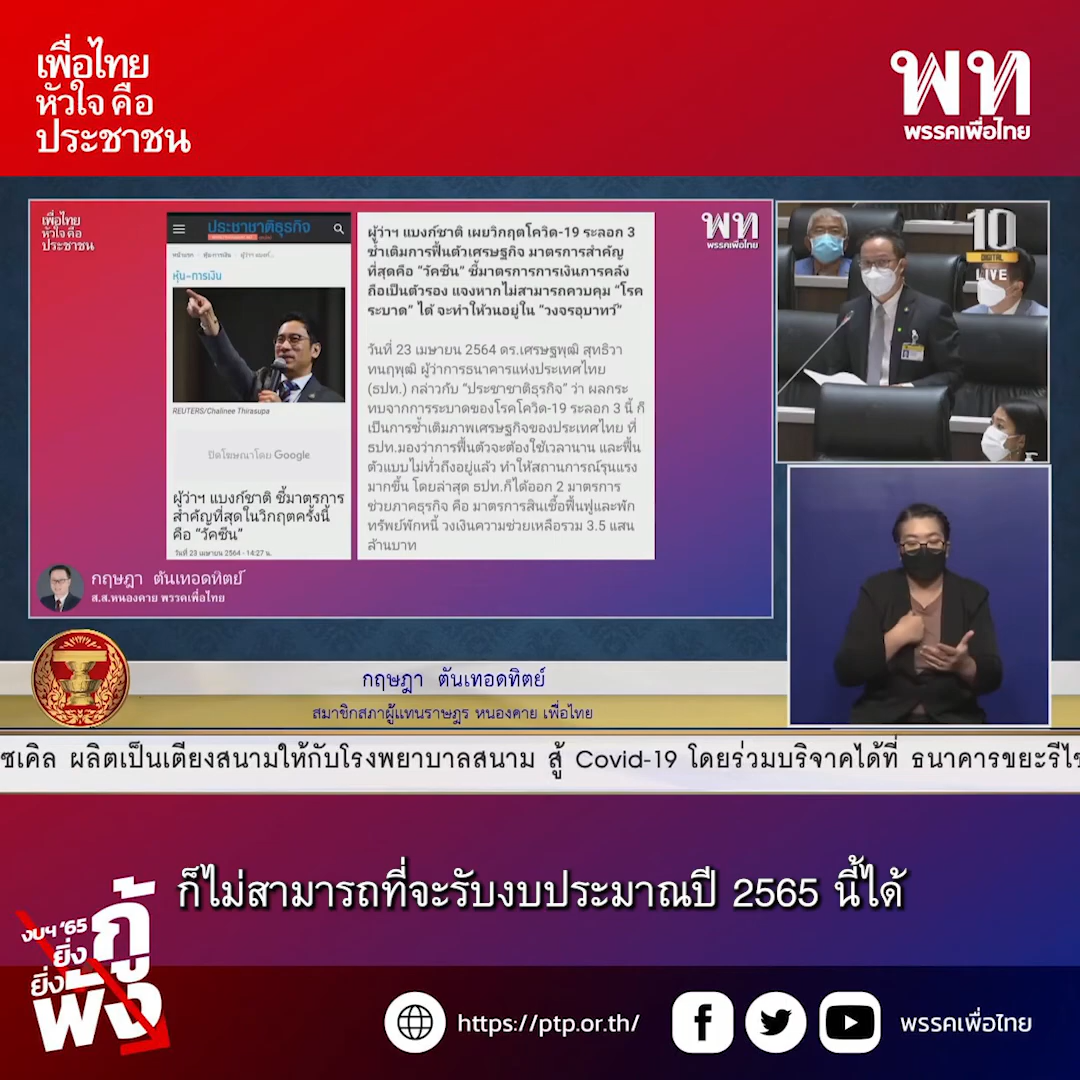 เพื่อไทย
หัวใจ คือ
ประชาชน
พท
พรรคเพื่อไทย
เพื่อไทย
หัวใจ คือ
ประชาชน
ประชาชาติธุรกิจ
หน้าแรก
หุ้น-การเงิน
ผู้ว่าฯ แบงก์...
หุ้น-การเงิน
REUTERS/Chalinee Thirasupa
ปิดโฆษณาโดย Google
ผู้ว่าฯ แบงก์ชาติ ชี้มาตรการ
สำคัญที่สุดในวิกฤตครั้งนี้
คือ “วัคซีน”
วันที่ 23 เมษายน 2564 - 14:27 น.
ผู้ว่าฯ แบงก์ชาติ เผยวิกฤตโควิด-19 ระลอก 3
ซ้ำเติมการฟื้นตัวเศรษฐกิจ มาตรการสำคัญ
ที่สุดคือ “วัคซีน” ชี้มาตรการการเงินการคลัง
ถือเป็นตัวรอง แจงหากไม่สามารถควบคุม “โรค
ระบาด” ได้ จะทำให้วนอยู่ใน “วงจรอุบาทว์”
วันที่ 23 เมษายน 2564 ดร.เศรษฐพุฒิ สุทธิวา
ทนฤพุฒิ ผู้ว่าการธนาคารแห่งประเทศไทย
(ธปท.) กล่าวกับ “ประชาชาติธุรกิจ” ว่า ผลกระ
ทบจากการระบาดของโรคโควิด-19 ระลอก 3 นี้ ก็
เป็นการซ้ำเติมภาพเศรษฐกิจของประเทศไทย ที่
ธปท.มองว่าการฟื้นตัวจะต้องใช้เวลานาน และฟื้น
ตัวแบบไม่ทั่วถึงอยู่แล้ว ทำให้สถานการณ์รุนแรง
มากขึ้น โดยล่าสุด ธปท.ก็ได้ออก 2 มาตรการ
ช่วยภาคธุรกิจ คือ มาตรการสินเชื่อฟื้นฟูและพัก
ทรัพย์พักหนี้ วงเงินความช่วยเหลือรวม 3.5 แสน
ล้านบาท
พท
พรรคเพื่อไทย
10
DIGITAL
LIVE
กฤษฎา ตันเทอดทิตย์
ส.ส.หนองคาย พรรคเพื่อไทย
กฤษฎา ตันเทอดทิตย์
สมาชิกสภาผู้แทนราษฎร หนองคาย เพื่อไทย
ซเคิล ผลิตเป็นเตียงสนามให้กับโรงพยาบาลสนาม สู้ Covid-19 โดยร่วมบริจาคได้ที่ ธนาคารขยะรีไซ
ก็ไม่สามารถที่จะรับงบประมาณปี 2565 นี้ได้
งบฯ ‘65
ยิ่งกู้
ยิ่งพัง
https://ptp.or.th/
พรรคเพื่อไทย